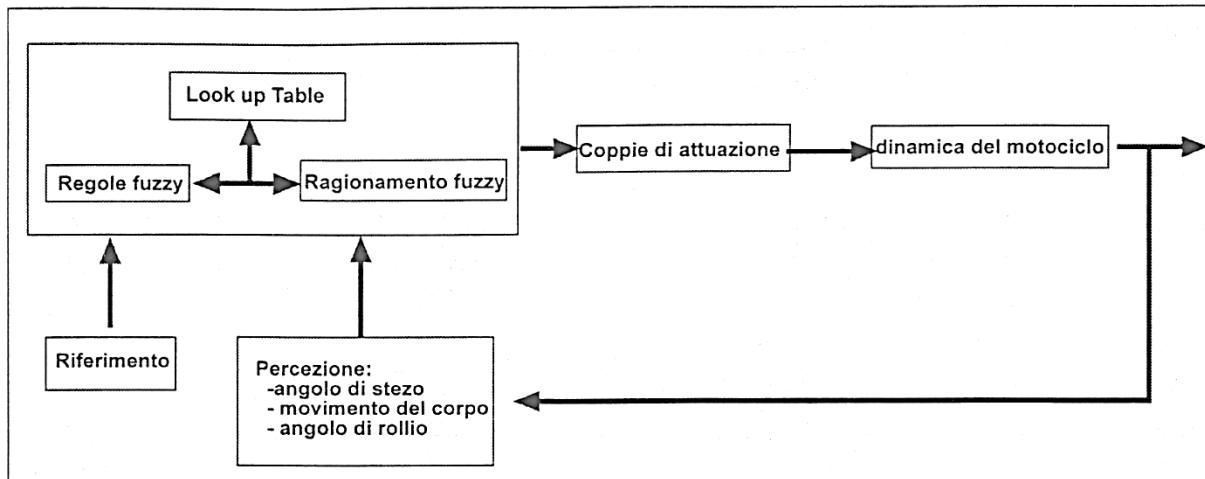 Look up Table
Regole fuzzy
Ragionamento fuzzy
Coppie di attuazione
dinamica del motociclo
Riferimento
Percezione:
-angolo di stezo
- movimento del corpo
- angolo di rollio